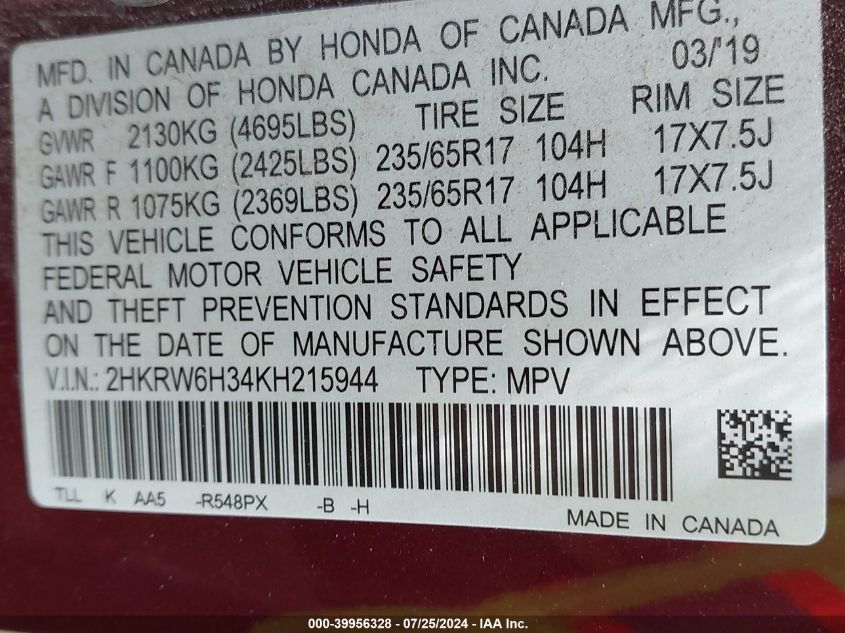 MFD. IN CANADA BY HONDA OF CANADA MFG.,
A DIVISION OF HONDA CANADA INC. 03/'19
GVWR 2130KG (4695LBS) TIRE SIZE RIM SIZE
GAWR F 1100KG (2425LBS) 235/65R17 104H 17X7.5J
GAWR R 1075KG (2369LBS) 235/65R17 104H 17X7.5J
THIS VEHICLE CONFORMS TO ALL APPLICABLE
FEDERAL MOTOR VEHICLE SAFETY
AND THEFT PREVENTION STANDARDS IN EFFECT
ON THE DATE OF MANUFACTURE SHOWN ABOVE.
V.I.N.: 2HKRW6H34KH215944 TYPE: MPV
TLL K AA5 -R548PX -B -H
MADE IN CANADA
000-39956328 - 07/25/2024 - IAA Inc.